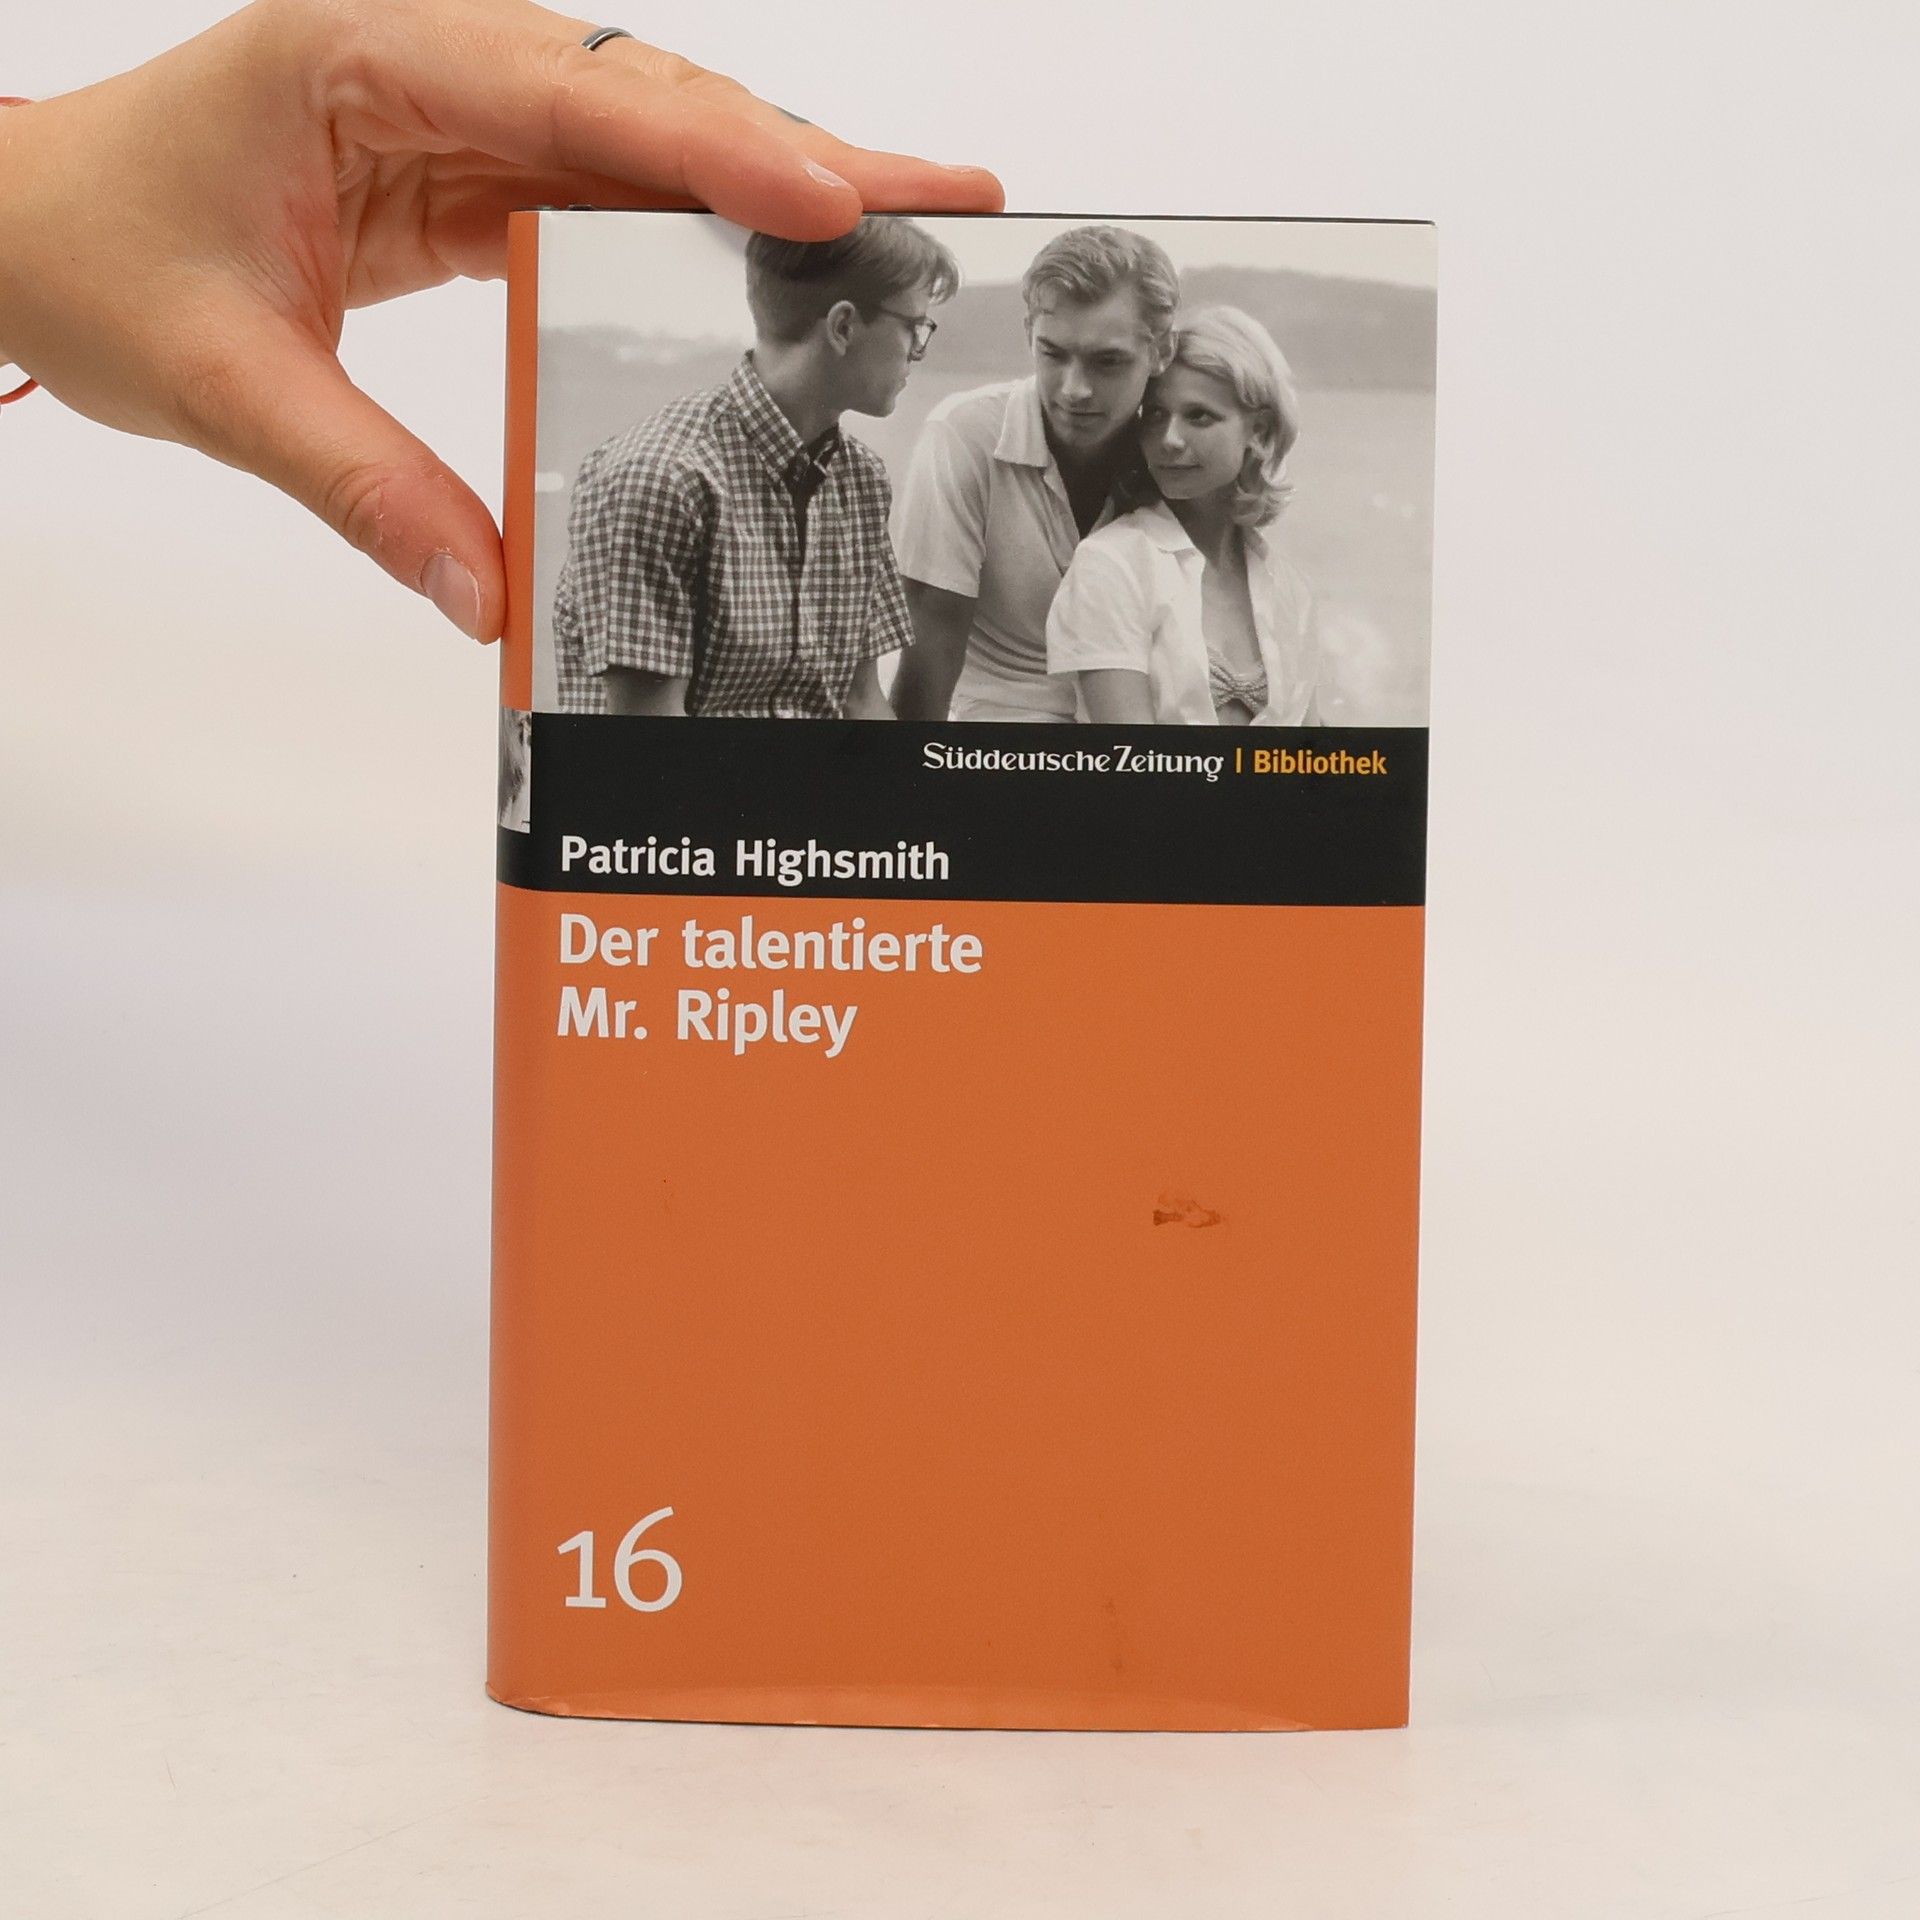 Süddeutsche Zeitung | Bibliothek
Patricia Highsmith
Der talentierte
Mr. Ripley
16